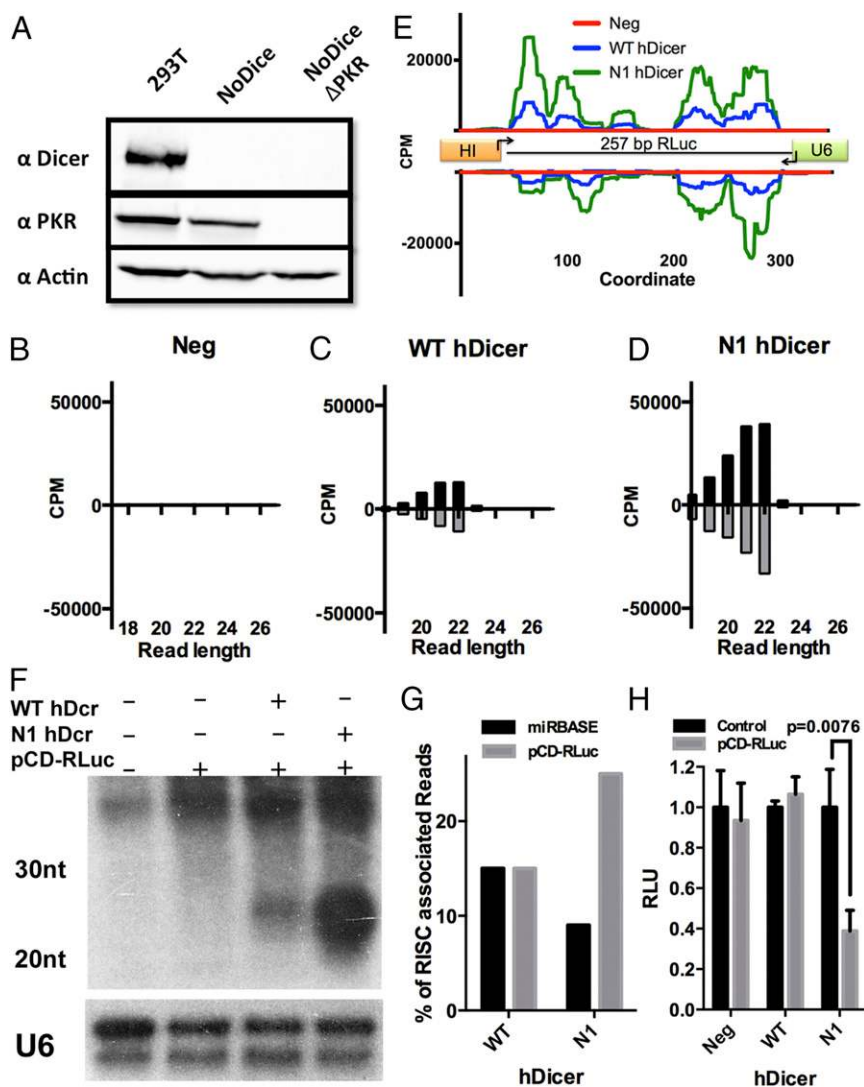 A
293T
NoDice
NoDice
ΔPKR
α Dicer
α PKR
α Actin
E
Neg
WT hDicer
N1 hDicer
20000
CPM
-20000
HI
257 bp RLuc
U6
100
200
300
Coordinate
B
Neg
50000
0
-50000
CPM
18 20 22 24 26
Read length
C
WT hDicer
50000
0
-50000
CPM
20 22 24 26
Read length
D
N1 hDicer
50000
0
-50000
CPM
20 22 24 26
Read length
F
WT hDcr – – + –
N1 hDcr – – – +
pCD-RLuc – + + +
30nt
20nt
U6
G
miRBASE
pCD-RLuc
% of RISC associated Reads
20
10
0
WT
N1
hDicer
H
Control p=0.0076
pCD-RLuc
RLU
1.2
1.0
0.8
0.6
0.4
0.2
0.0
Neg
WT
N1
hDicer